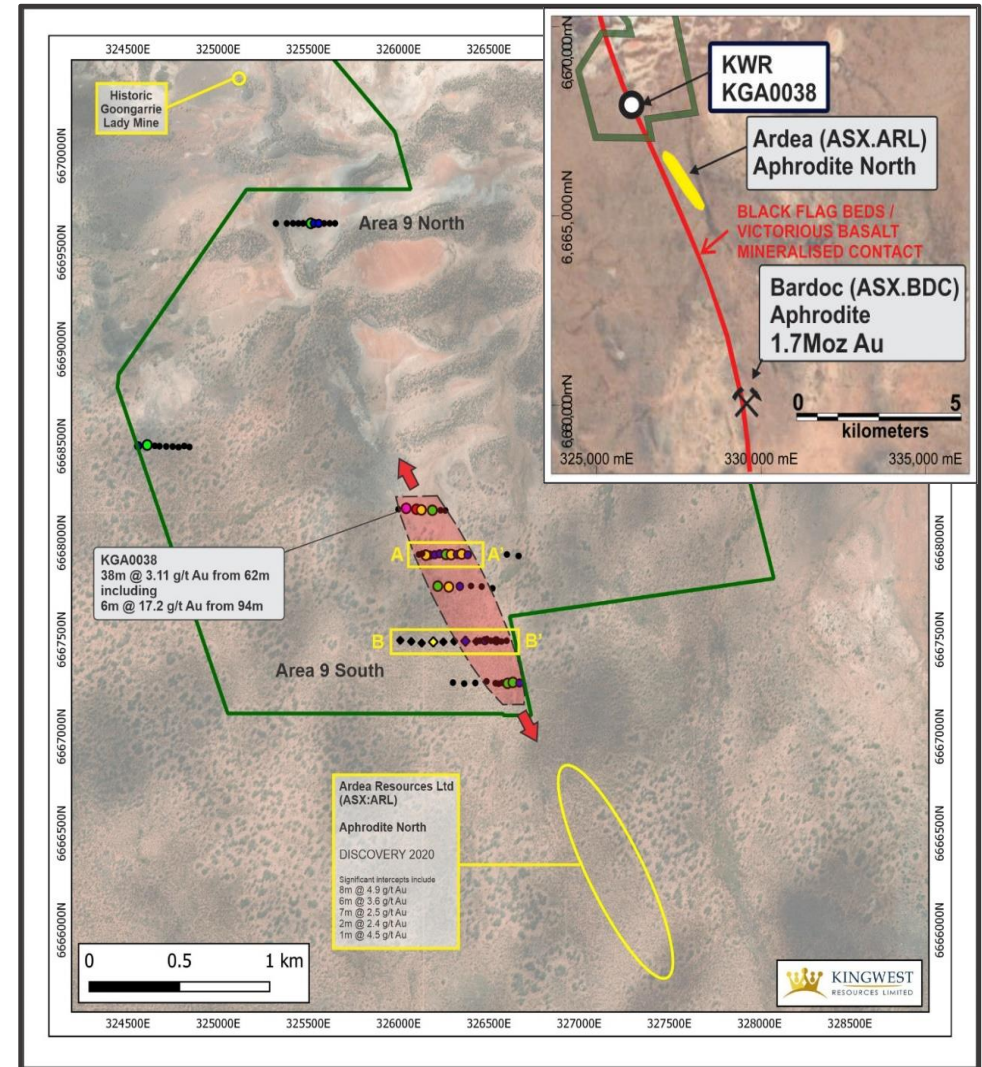 324500E 325000E 325500E 326000E 326500E
Historic
Goongarrie
Lady Mine
6670000N
6669500N
6669000N
6668500N
6668000N
6667500N
6667000N
6666500N
6666000N
Area 9 North
KGA0038
38m @ 3.11 g/t Au from 62m
including
6m @ 17.2 g/t Au from 94m
A A'
B B'
Area 9 South
Ardea Resources Ltd
(ASX:ARL)
Aphrodite North
DISCOVERY 2020
Significant intercepts include
8m @ 4.9 g/t Au
6m @ 3.6 g/t Au
7m @ 2.5 g/t Au
2m @ 2.4 g/t Au
1m @ 4.5 g/t Au
0 0.5 1 km
324500E 325000E 325500E 326000E 326500E 327000E 327500E 328000E 328500E
6668000N
6667500N
6667000N
6666500N
6666000N
KINGWEST
RESOURCES LIMITED
KWR
KGA0038
Ardea (ASX.ARL)
Aphrodite North
BLACK FLAG BEDS /
VICTORIOUS BASALT
MINERALISED CONTACT
Bardoc (ASX.BDC)
Aphrodite
1.7Moz Au
0 5
kilometers
6,665,000mN
325,000 mE 330,000 mE 335,000 mE